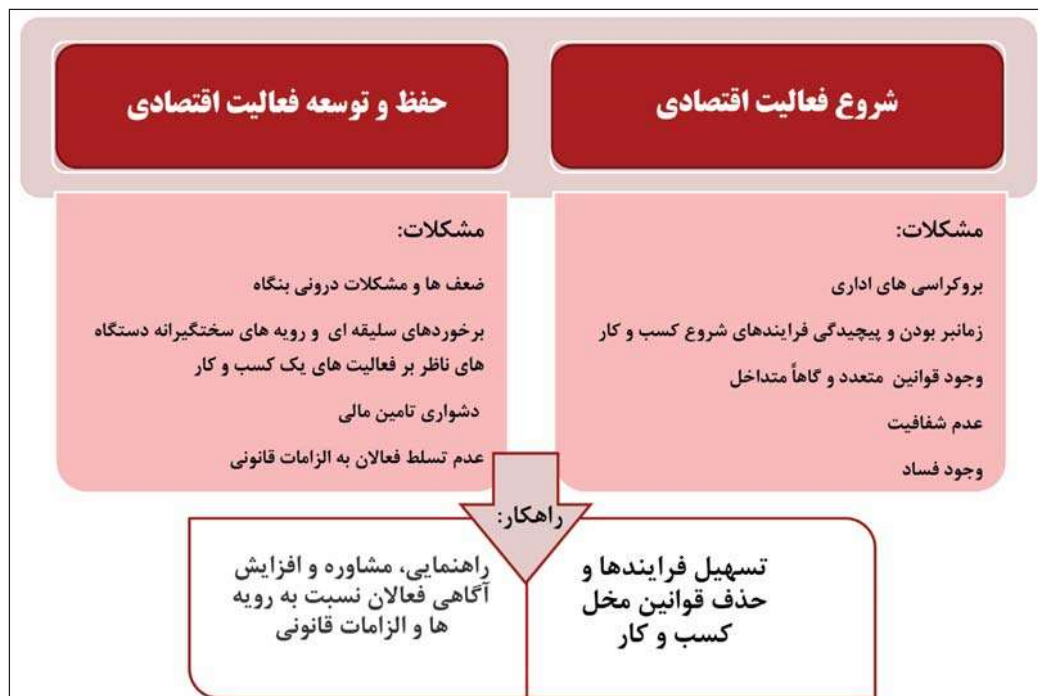 شروع فعالیت اقتصادی
مشکلات:
بروکراسی های اداری
زمانبر بودن و پیچیدگی فرایندهای شروع کسب و کار
وجود قوانین متعدد و گاهاً متداخل
عدم شفافیت
وجود فساد
حفظ و توسعه فعالیت اقتصادی
مشکلات:
ضعف ها و مشکلات درونی بنگاه
برخوردهای سلیقه ای و رویه های سختگیرانه دستگاه
های ناظر بر فعالیت های یک کسب و کار
دشواری تامین مالی
عدم تسلط فعالان به الزامات قانونی
راهکار:
تسهیل فرایندها و
حذف قوانین مخل
کسب و کار
راهنمایی، مشاوره و افزایش
آگاهی فعالان نسبت به رویه
ها و الزامات قانونی